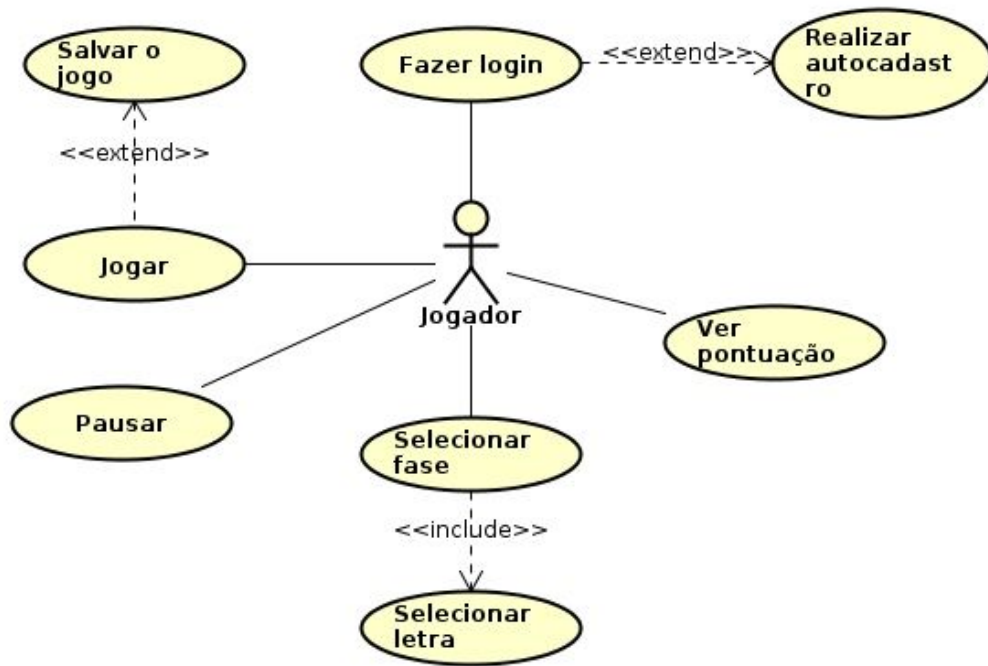 Salvar o
jogo
Fazer login
<<extend>>
Realizar
autocadast
ro
<<extend>>
Jogar
Jogador
Ver
pontuação
Pausar
Selecionar
fase
<<include>>
Selecionar
letra